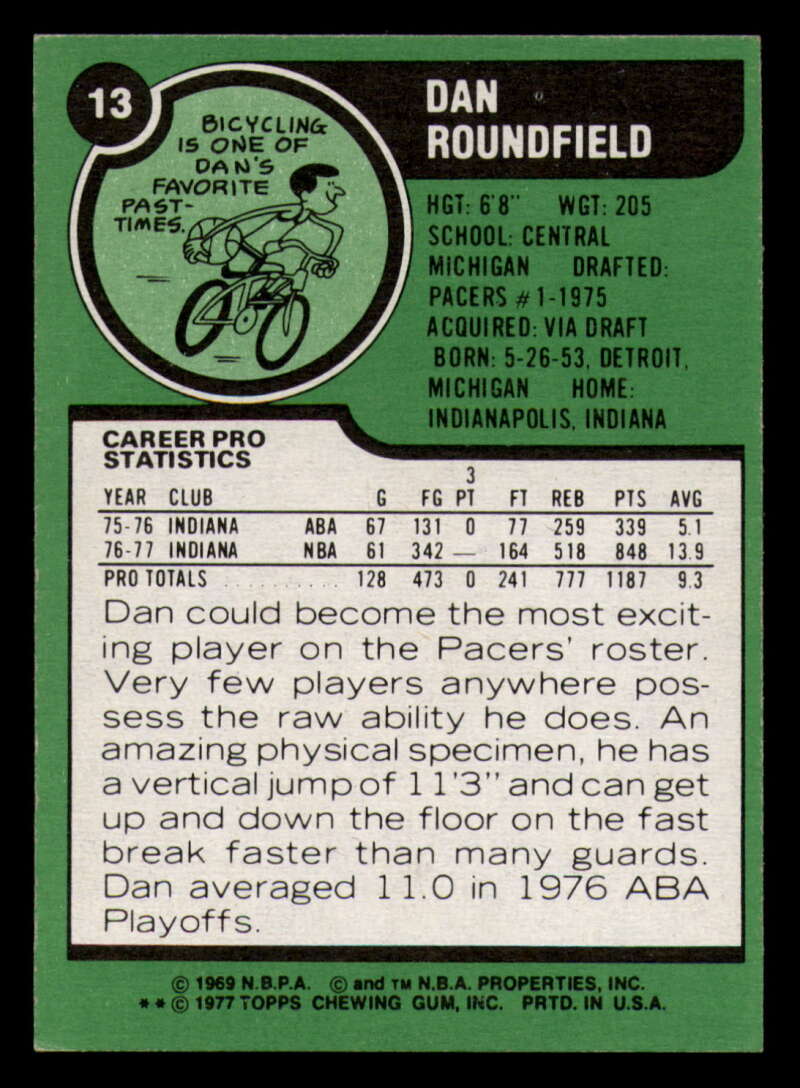 13
BICYCLING
IS ONE OF
DAN'S
FAVORITE
PAST-
TIMES.
DAN
ROUNDFIELD
HGT: 6'8" WGT: 205
SCHOOL: CENTRAL
MICHIGAN DRAFTED:
PACERS #1-1975
ACQUIRED: VIA DRAFT
BORN: 5-26-53, DETROIT,
MICHIGAN HOME:
INDIANAPOLIS, INDIANA
CAREER PRO
STATISTICS
3
YEAR CLUB G FG PT FT REB PTS AVG
75-76 INDIANA ABA 67 131 0 77 259 339 5.1
76-77 INDIANA NBA 61 342 — 164 518 848 13.9
PRO TOTALS .......... 128 473 0 241 777 1187 9.3
Dan could become the most excit-
ing player on the Pacers' roster.
Very few players anywhere pos-
sess the raw ability he does. An
amazing physical specimen, he has
a vertical jump of 11'3" and can get
up and down the floor on the fast
break faster than many guards.
Dan averaged 11.0 in 1976 ABA
Playoffs.
© 1969 N.B.P.A. © and TM N.B.A. PROPERTIES, INC.
**© 1977 TOPPS CHEWING GUM, INC. PRTD. IN U.S.A.